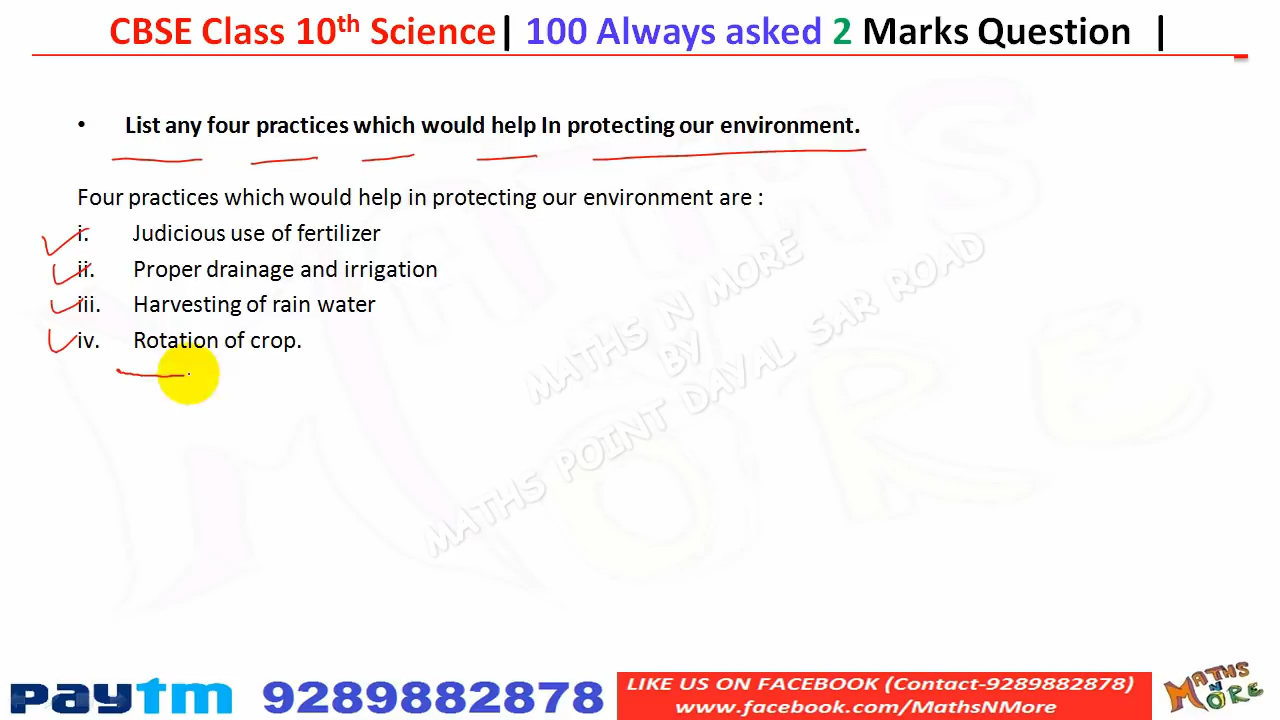 CBSE Class 10th Science| 100 Always asked 2 Marks Question |
• List any four practices which would help In protecting our environment.
Four practices which would help in protecting our environment are :
i. Judicious use of fertilizer
ii. Proper drainage and irrigation
iii. Harvesting of rain water
iv. Rotation of crop.
MATHS N MORE
BY
MATHS POINT DAYAL SAR ROAD
paytm 9289882878
LIKE US ON FACEBOOK (Contact-9289882878)
www.facebook.com/MathsNMore
MATHS
N
MORE